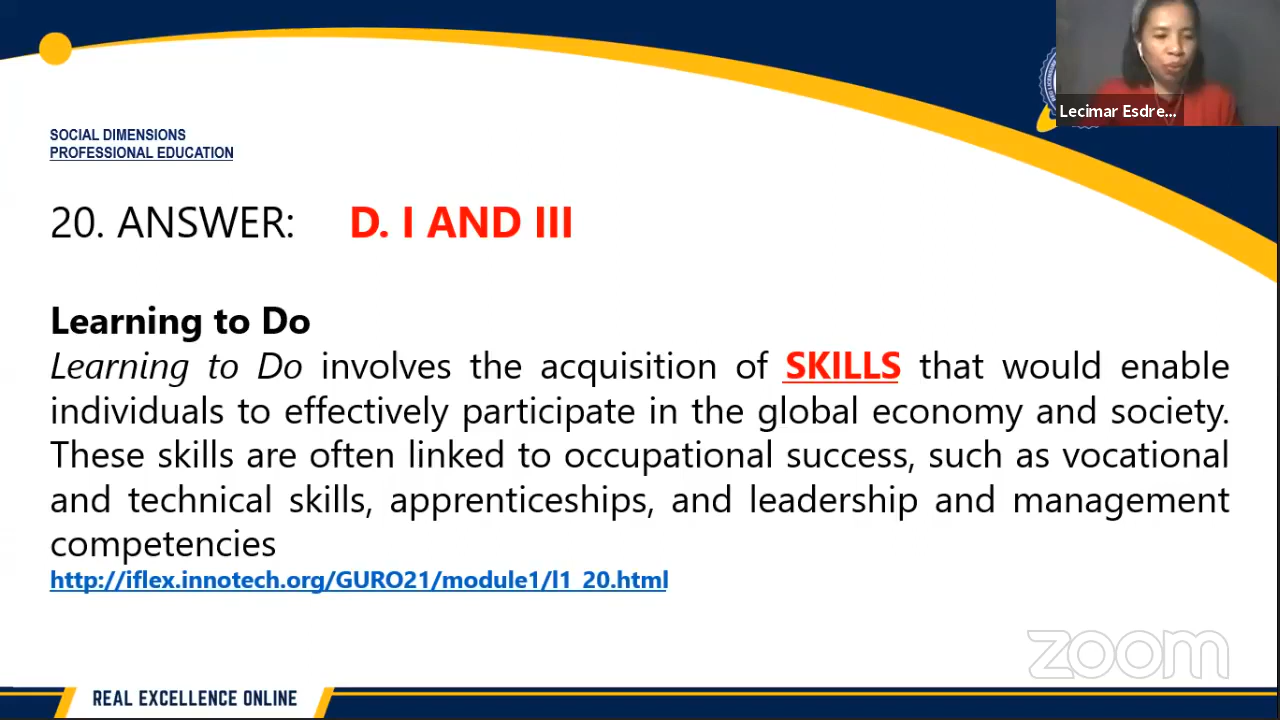 Lecimar Esdre...
SOCIAL DIMENSIONS
PROFESSIONAL EDUCATION
20. ANSWER: D. I AND III
Learning to Do
Learning to Do involves the acquisition of SKILLS that would enable
individuals to effectively participate in the global economy and society.
These skills are often linked to occupational success, such as vocational
and technical skills, apprenticeships, and leadership and management
competencies
http://iflex.innotech.org/GURO21/module1/l1_20.html
zoom
REAL EXCELLENCE ONLINE